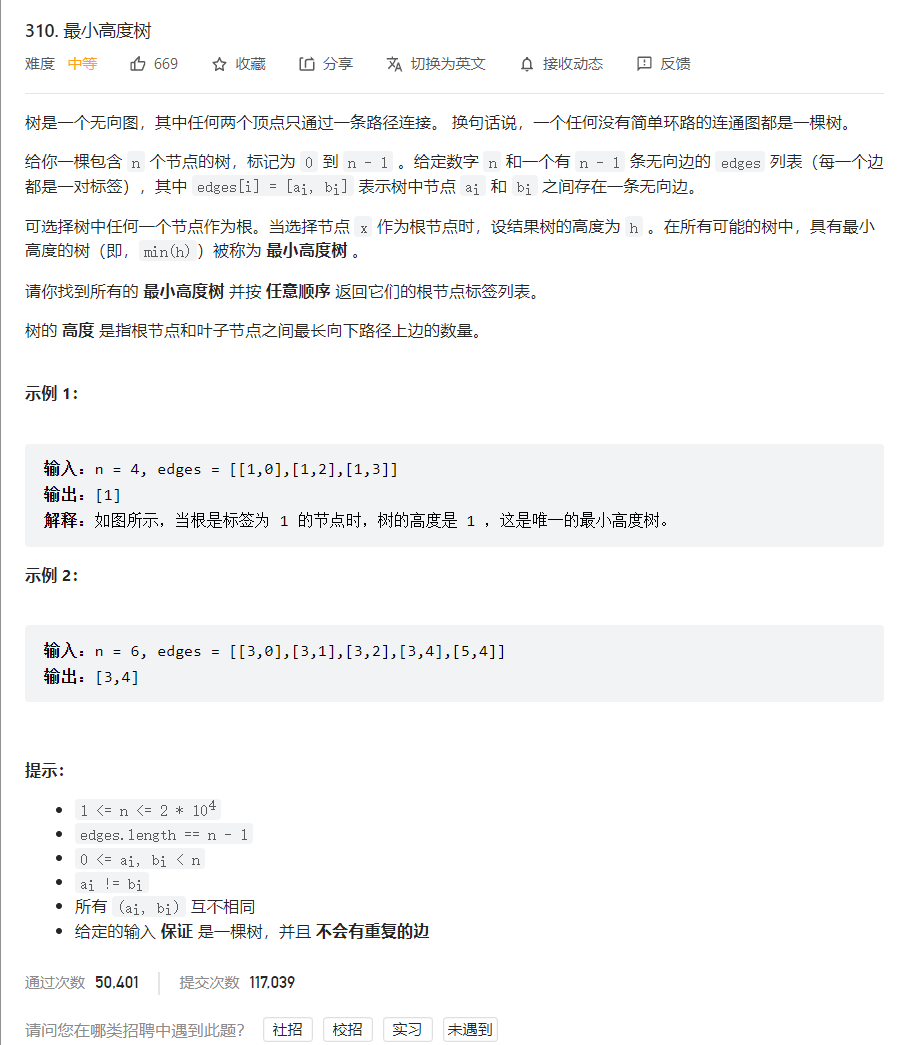 310. 最小高度树
难度 中等 669 收藏 分享 切换为英文 接收动态 反馈
树是一个无向图，其中任何两个顶点只通过一条路径连接。 换句话说，一个任何没有简单环路的连通图都是一棵树。
给你一棵包含 n 个节点的树，标记为 0 到 n - 1 。给定数字 n 和一个有 n - 1 条无向边的 edges 列表（每一个边
都是一对标签），其中 edges[i] = [ai, bi] 表示树中节点 ai 和 bi 之间存在一条无向边。
可选择树中任何一个节点作为根。当选择节点 x 作为根节点时，设结果树的高度为 h 。在所有可能的树中，具有最小
高度的树（即，min(h)）被称为 最小高度树 。
请你找到所有的 最小高度树 并按 任意顺序 返回它们的根节点标签列表。
树的 高度 是指根节点和叶子节点之间最长向下路径上边的数量。
示例 1：
输入：n = 4, edges = [[1,0],[1,2],[1,3]]
输出：[1]
解释：如图所示，当根是标签为 1 的节点时，树的高度是 1 ，这是唯一的最小高度树。
示例 2：
输入：n = 6, edges = [[3,0],[3,1],[3,2],[3,4],[5,4]]
输出：[3,4]
提示：
1 <= n <= 2 * 10⁴
edges.length == n - 1
0 <= ai, bi < n
ai != bi
所有 (ai, bi) 互不相同
给定的输入 保证 是一棵树，并且 不会有重复的边
通过次数 50,401 提交次数 117,039
请问您在哪类招聘中遇到此题？ 社招 校招 实习 未遇到